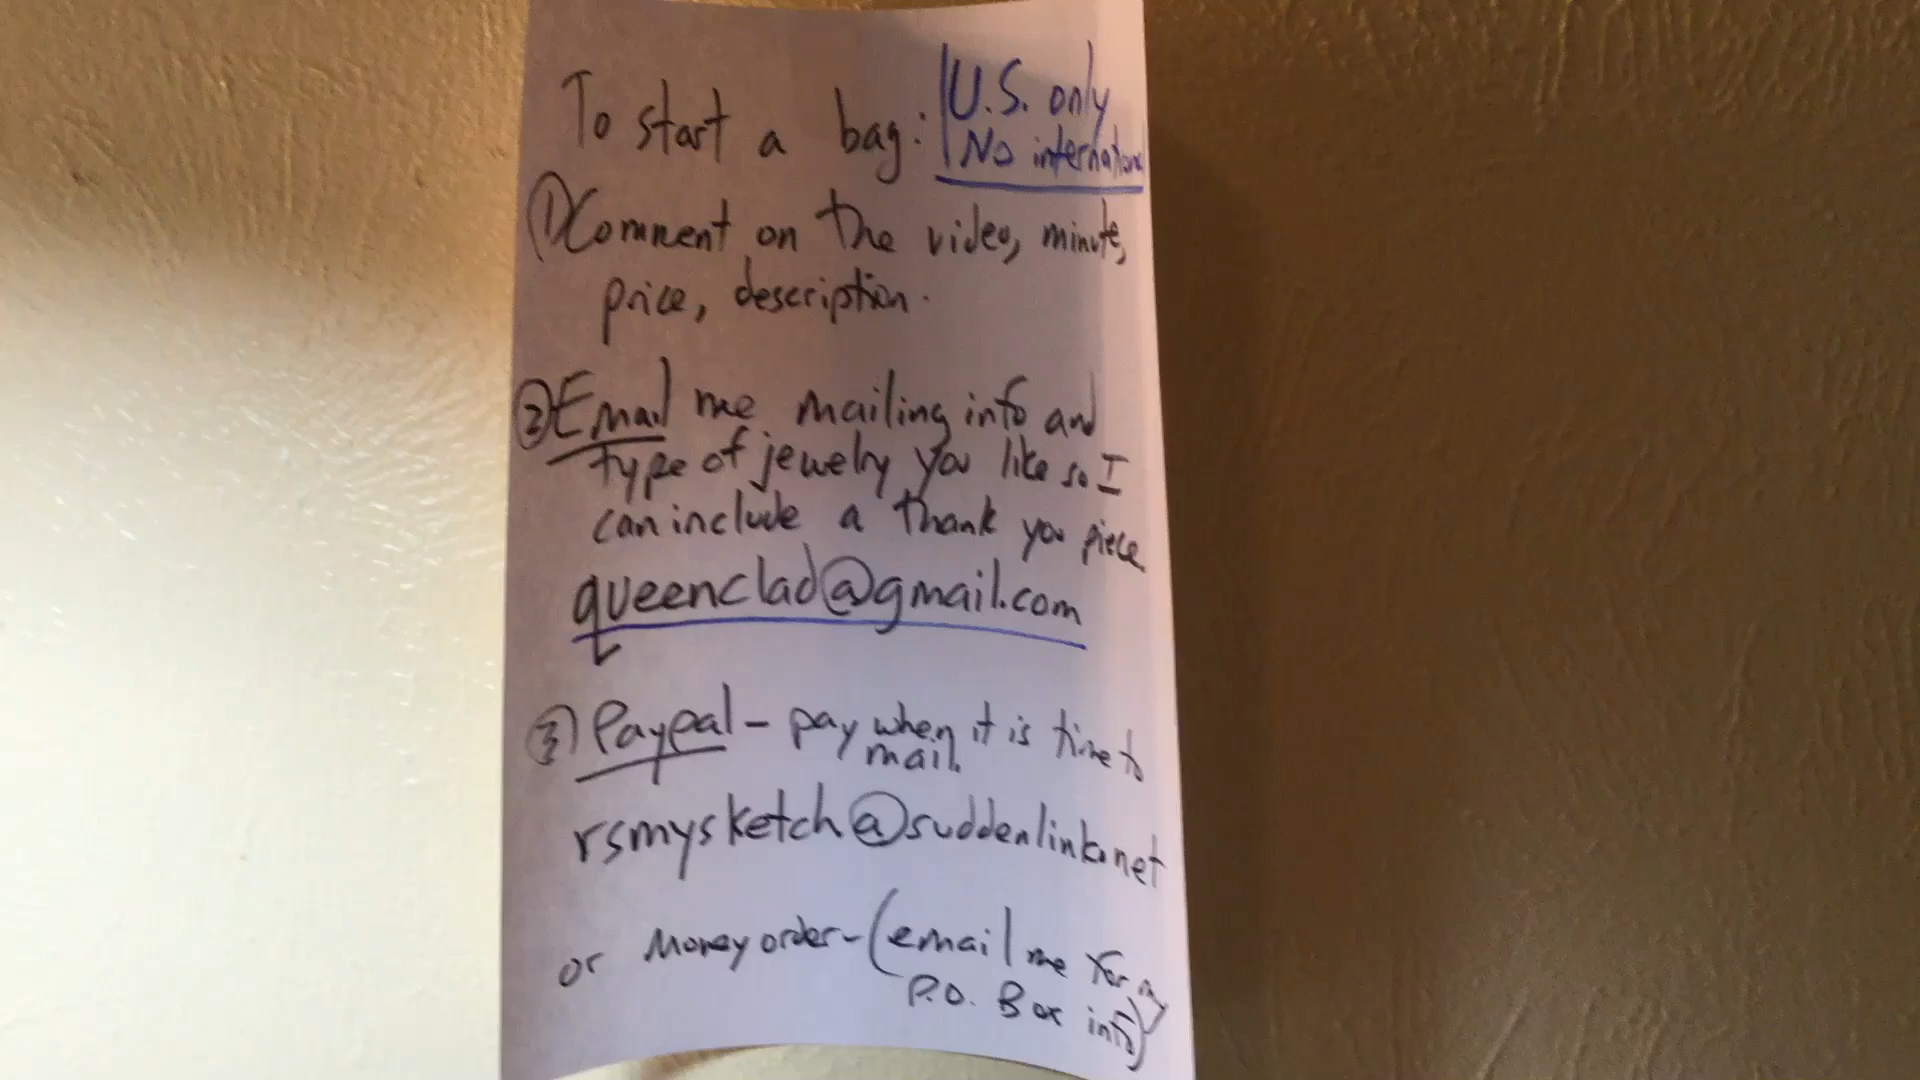 To start a bag: U.S. only
No international
① Comment on the video, minute,
price, description.
② Email me mailing info and
type of jewelry you like so I
can include a thank you piece.
queenclad@gmail.com
③ Paypal - pay when it is time to
mail.
rsmysketch@suddenlink.net
or Money order - (email me for my
P.O. Box info)